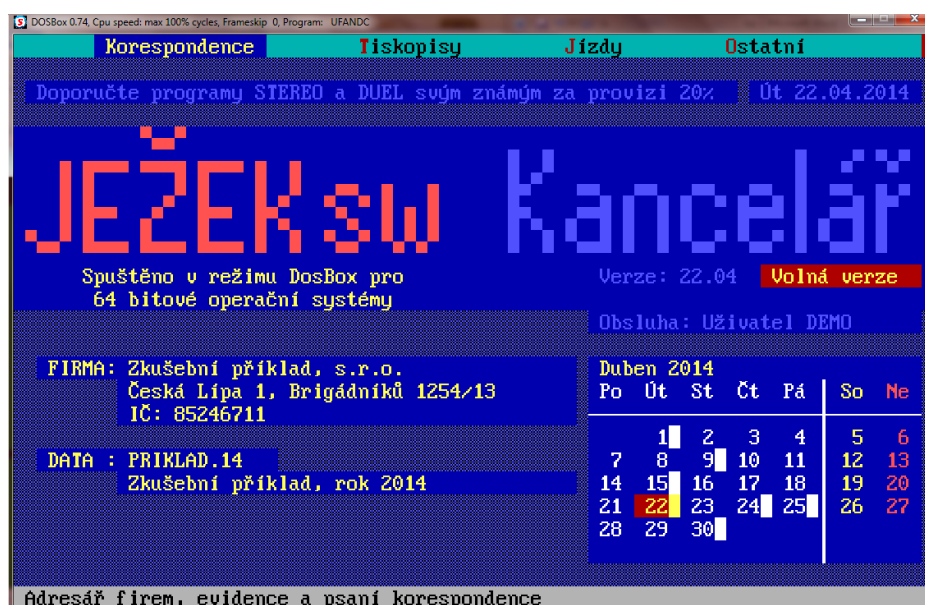 DOSBox 0.74, Cpu speed: max 100% cycles, Frameskip 0, Program: UFANDC
Korespondence Tiskopisy Jízdy Ostatní
Doporučte programy STEREO a DUEL svým známým za provizi 20% Út 22.04.2014
JEŽEK sw Kancelář
Spuštěno v režimu DosBox pro
64 bitové operační systémy
Verze: 22.04 Volná verze
Obsluha: Uživatel DEMO
FIRMA: Zkušební příklad, s.r.o.
Česká Lípa 1, Brigádníků 1254/13
IČ: 85246711
DATA : PRIKLAD.14
Zkušební příklad, rok 2014
Duben 2014
Po Út St Čt Pá So Ne
1 2 3 4 5 6
7 8 9 10 11 12 13
14 15 16 17 18 19 20
21 22 23 24 25 26 27
28 29 30
Adresář firem, evidence a psaní korespondence